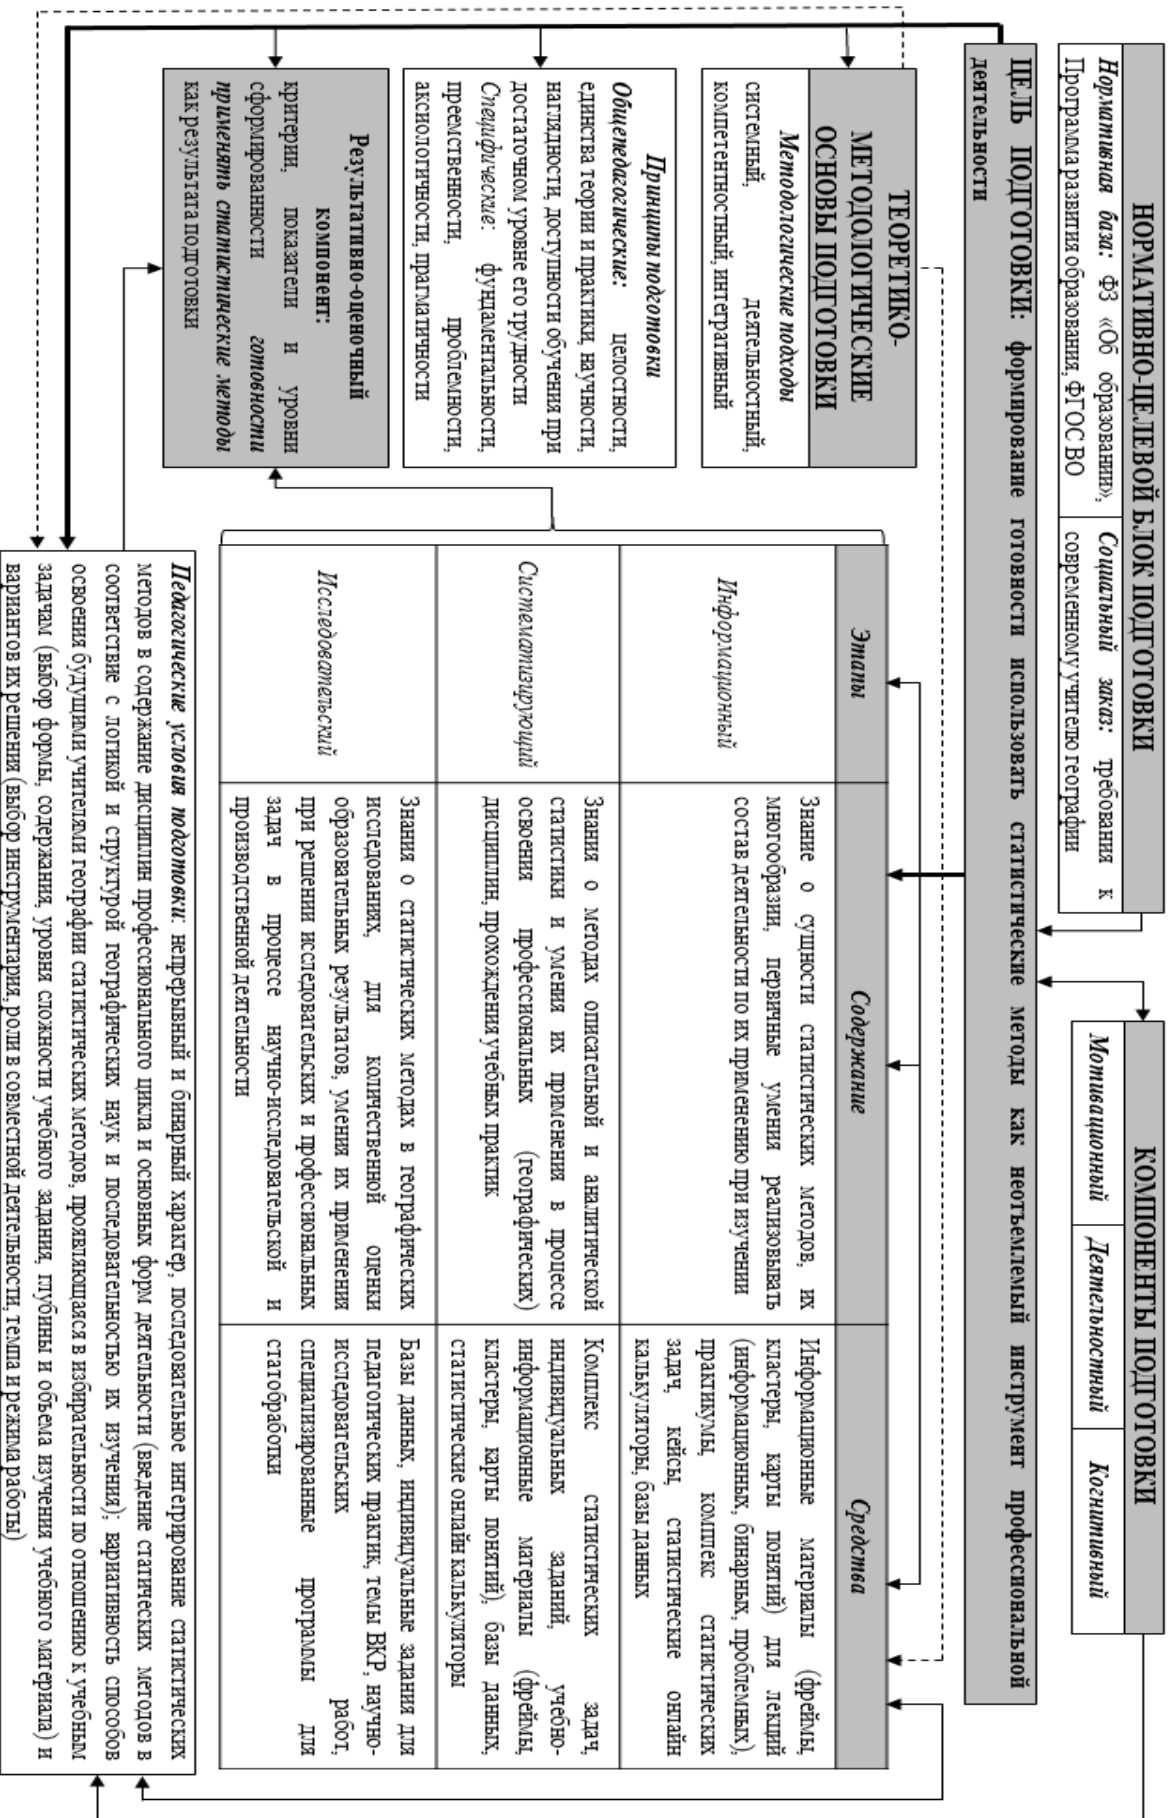 НОРМАТИВНО-ЦЕЛЕВОЙ БЛОК ПОДГОТОВКИ
Нормативная база: ФЗ «Об образовании»,
Программа развития образования, ФГОС ВО
Социальный заказ: требования к
современному учителю географии
КОМПОНЕНТЫ ПОДГОТОВКИ
Мотивационный
Деятельностный
Когнитивный
ЦЕЛЬ ПОДГОТОВКИ: формирование готовности использовать статистические методы как неотъемлемый инструмент профессиональной
деятельности
ТЕОРЕТИКО-
МЕТОДОЛОГИЧЕСКИЕ
ОСНОВЫ ПОДГОТОВКИ
Методологические подходы
системный, деятельностный,
компетентностный, интегративный
Принципы подготовки
Общепедагогические: целостности,
единства теории и практики, научности,
наглядности, доступности обучения при
достаточном уровне его трудности
Специфические: фундаментальности,
преемственности, проблемности,
аксиологичности, прагматичности
Результативно-оценочный
компонент:
критерии, показатели и уровни
сформированности готовности
применять статистические методы
как результата подготовки
Этапы
Содержание
Средства
Информационный
Знание о сущности статистических методов, их
многообразии, первичные умения реализовывать
состав деятельности по их применению при изучении
Информационные материалы (фреймы,
кластеры, карты понятий) для лекций
(информационных, бинарных, проблемных),
практикумы, комплекс статистических
задач, кейсы, статистические онлайн
калькуляторы, базы данных
Систематизирующий
Знания о методах описательной и аналитической
статистики и умения их применения в процессе
освоения профессиональных (географических)
дисциплин, прохождения учебных практик
Комплекс статистических задач,
индивидуальных заданий, учебно-
информационные материалы (фреймы,
кластеры, карты понятий), базы данных,
статистические онлайн калькуляторы
Исследовательский
Знания о статистических методах в географических
исследованиях, для количественной оценки
образовательных результатов, умения их применения
при решении исследовательских и профессиональных
задач в процессе научно-исследовательской и
производственной деятельности
Базы данных, индивидуальные задания для
педагогических практик, темы ВКР, научно-
исследовательских работ,
специализированные программы для
статобработки
Педагогические условия подготовки: непрерывный и бинарный характер, последовательное интегрирование статистических
методов в содержание дисциплин профессионального цикла и основных форм деятельности (введение статических методов в
соответствие с логикой и структурой географических наук и последовательностью их изучения); вариативность способов
освоения будущими учителями географии статистических методов, проявляющаяся в избирательности по отношению к учебным
задачам (выбор формы, содержания, уровня сложности учебного задания, глубины и объема изучения учебного материала) и
вариантов их решения (выбор инструментария, роли в совместной деятельности, темпа и режима работы)